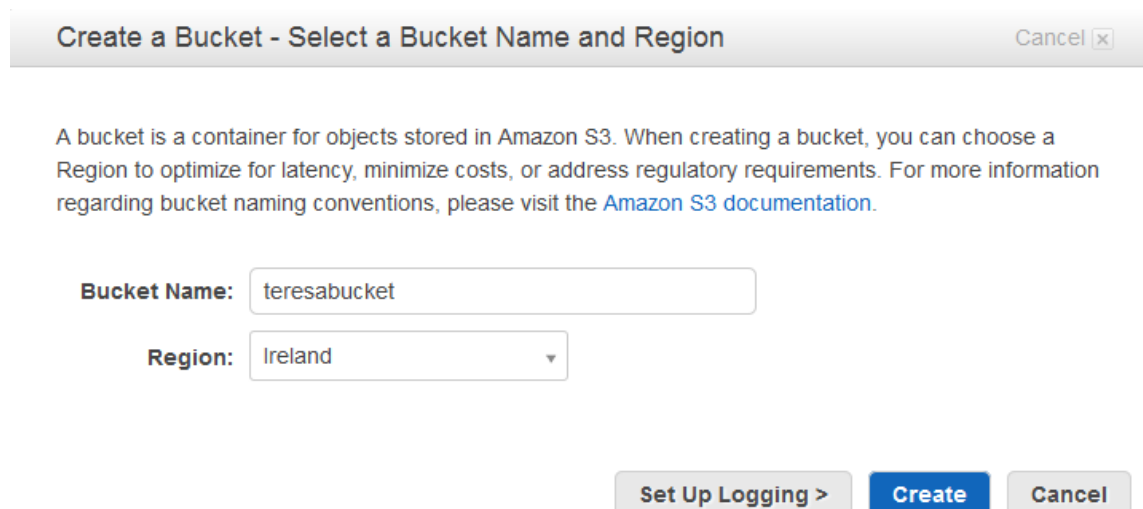 Create a Bucket - Select a Bucket Name and Region Cancel x
A bucket is a container for objects stored in Amazon S3. When creating a bucket, you can choose a
Region to optimize for latency, minimize costs, or address regulatory requirements. For more information
regarding bucket naming conventions, please visit the Amazon S3 documentation.
Bucket Name: teresabucket
Region: Ireland
Set Up Logging > Create Cancel